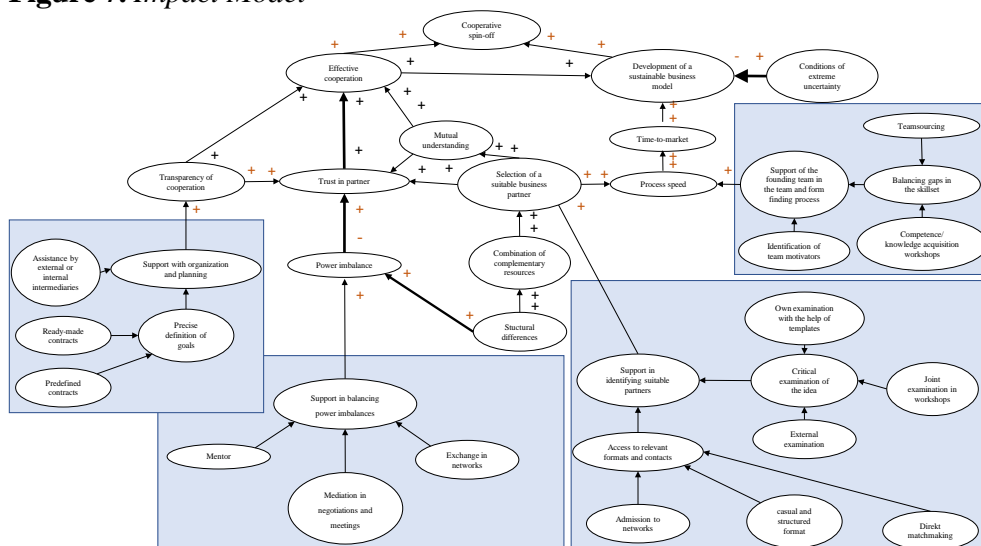 Figure 7. Impact Model
Cooperative
spin-off
Effective
cooperation
Development of a
sustainable business
model
Conditions of
extreme
uncertainty
Mutual
understanding
Time-to-market
Teamsourcing
Transparency of
cooperation
Trust in partner
Selection of a
suitable business
partner
Process speed
Support of the
founding team in
the team and form
finding process
Balancing gaps in
the skillset
Identification of
team motivators
Competence/
knowledge acquisition
workshops
Assistance by
external or
internal
intermediaries
Support with organization
and planning
Power imbalance
Combination of
complementary
resources
Ready-made
contracts
Precise
definition of
goals
Stuctural
differences
Own examination
with the help of
templates
Predefined
contracts
Support in
identifying suitable
partners
Critical
examination of
the idea
Joint
examination in
workshops
Support in balancing
power imbalances
External
examination
Mentor
Exchange in
networks
Access to relevant
formats and contacts
Mediation in
negotiations and
meetings
Admission to
networks
casual and
structured
format
Direkt
matchmaking